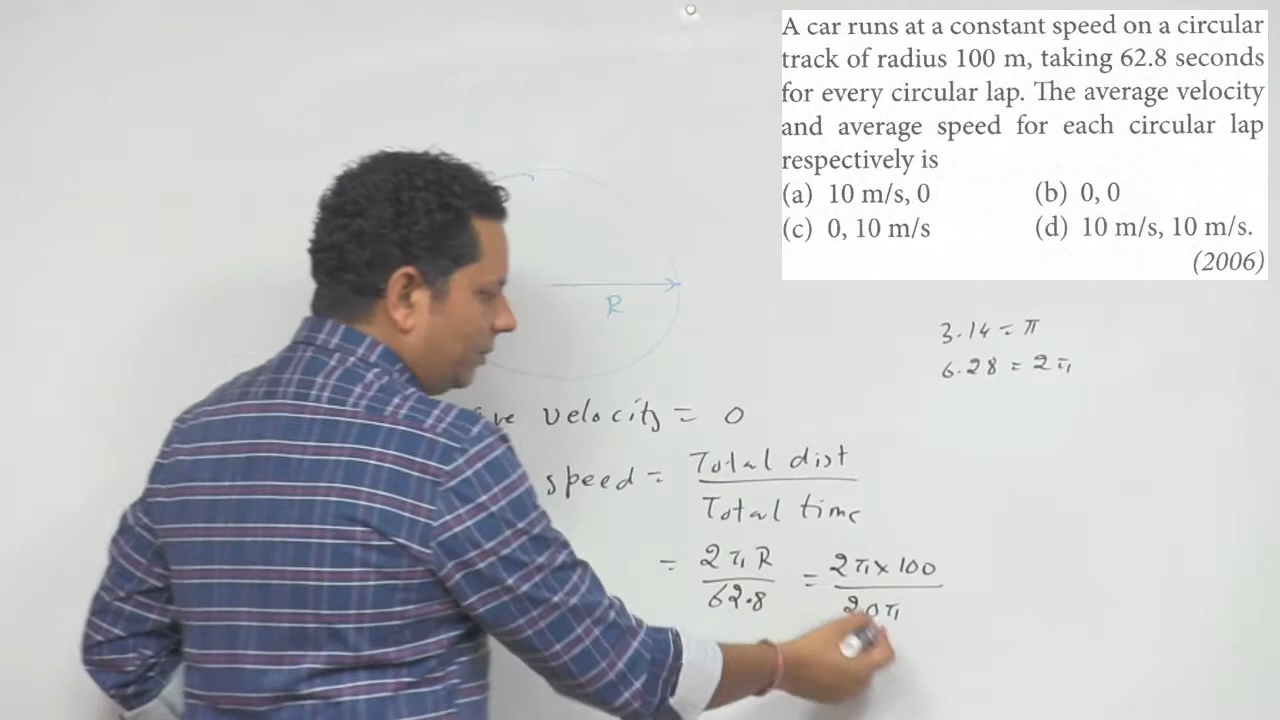 A car runs at a constant speed on a circular
track of radius 100 m, taking 62.8 seconds
for every circular lap. The average velocity
and average speed for each circular lap
respectively is
(a) 10 m/s, 0 (b) 0, 0
(c) 0, 10 m/s (d) 10 m/s, 10 m/s.
(2006)
R
3.14 = π
6.28 = 2π
velocity = 0
speed = Total dist
Total time
= 2πR = 2π×100
62.8 20π